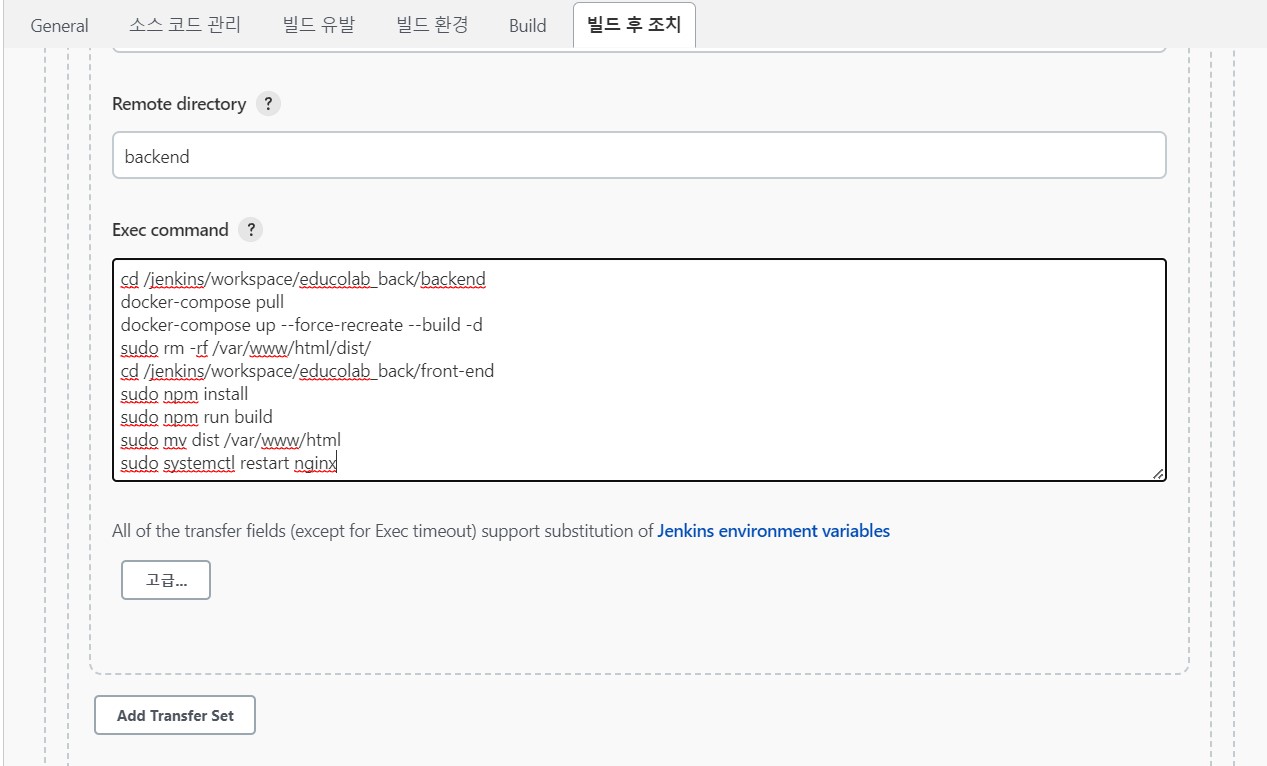 General 소스 코드 관리 빌드 유발 빌드 환경 Build 빌드 후 조치
Remote directory ?
backend
Exec command ?
cd /jenkins/workspace/educolab_back/backend
docker-compose pull
docker-compose up --force-recreate --build -d
sudo rm -rf /var/www/html/dist/
cd /jenkins/workspace/educolab_back/front-end
sudo npm install
sudo npm run build
sudo mv dist /var/www/html
sudo systemctl restart nginx
All of the transfer fields (except for Exec timeout) support substitution of Jenkins environment variables
고급...
Add Transfer Set